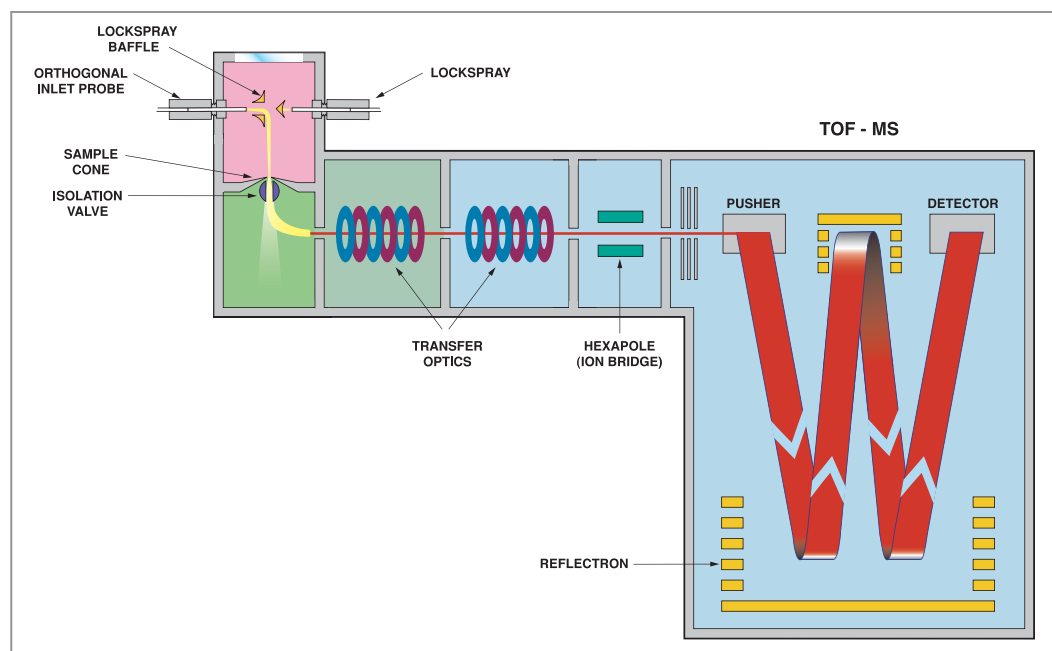 LOCKSPRAY
BAFFLE
ORTHOGONAL
INLET PROBE
LOCKSPRAY
TOF - MS
SAMPLE
CONE
ISOLATION
VALVE
PUSHER
DETECTOR
TRANSFER
OPTICS
HEXAPOLE
(ION BRIDGE)
REFLECTRON